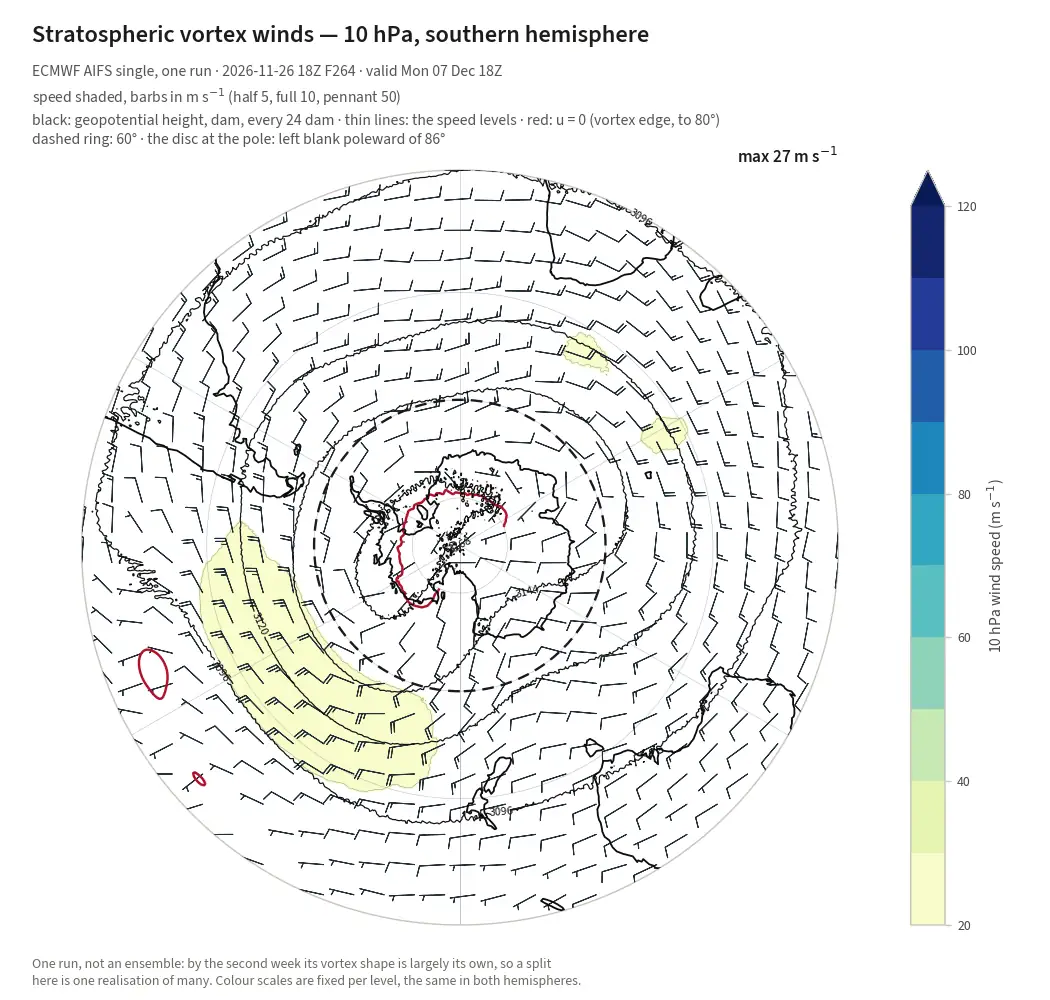 Stratospheric vortex winds — 10 hPa, southern hemisphere
ECMWF AIFS single, one run · 2026-11-26 18Z F264 · valid Mon 07 Dec 18Z
speed shaded, barbs in m s⁻¹ (half 5, full 10, pennant 50)
black: geopotential height, dam, every 24 dam · thin lines: the speed levels · red: u = 0 (vortex edge, to 80°)
dashed ring: 60° · the disc at the pole: left blank poleward of 86°
max 27 m s⁻¹
3096
3144
3120
3096
3096
120
100
80
60
40
20
10 hPa wind speed (m s⁻¹)
One run, not an ensemble: by the second week its vortex shape is largely its own, so a split
here is one realisation of many. Colour scales are fixed per level, the same in both hemispheres.